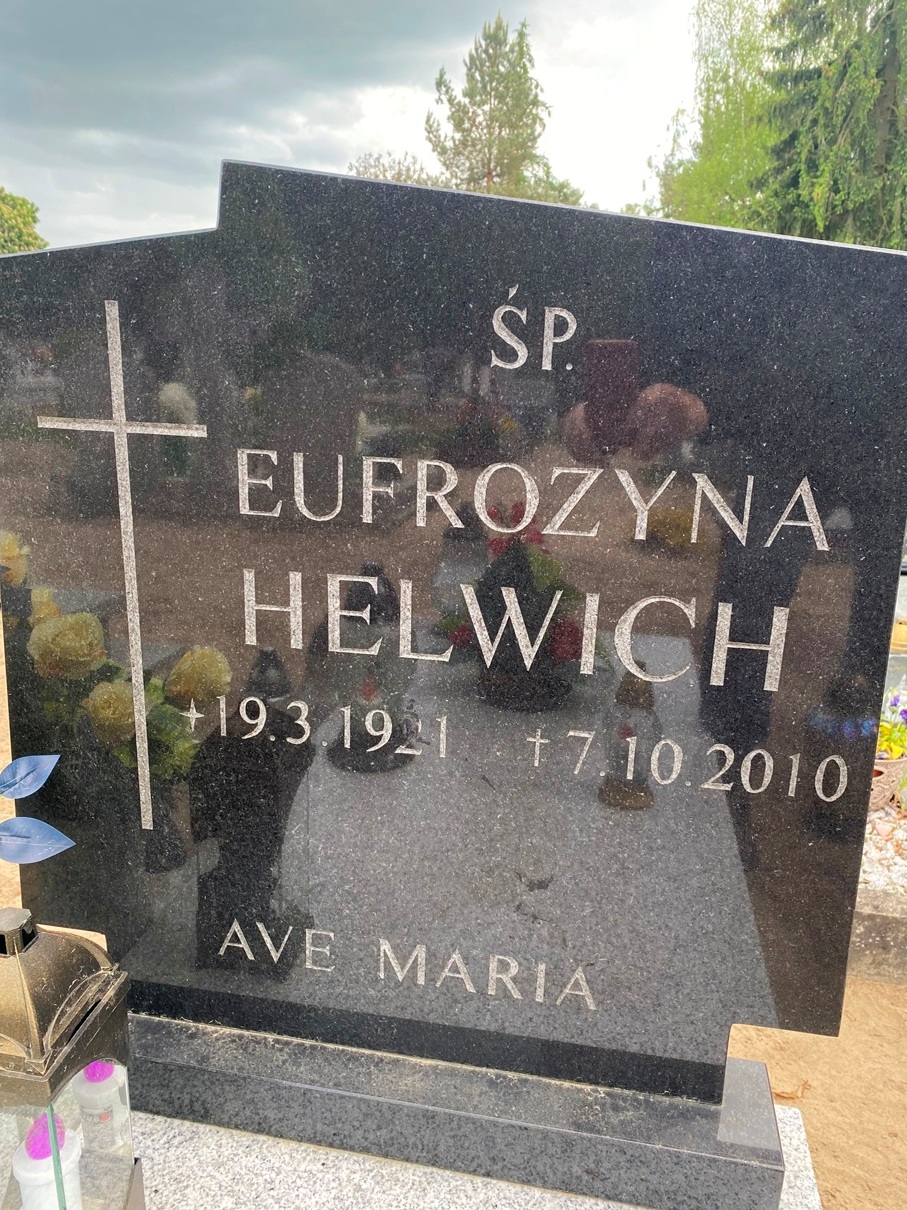 ŚP.
EUFROZYNA
HELWICH
19.3.1921 †7.10.2010
AVE MARIA